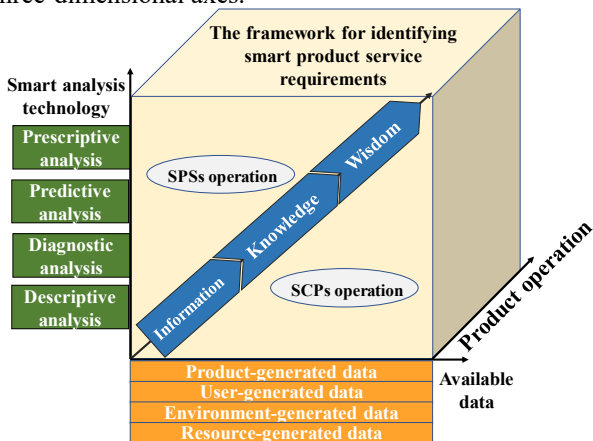 hree-dimensional axes.
The framework for identifying
smart product service
requirements
Smart analysis
technology
Prescriptive
analysis
Predictive
analysis
Diagnostic
analysis
Descriptive
analysis
SPSs operation
SCPs operation
Information
Knowledge
Wisdom
Product operation
Available
data
Product-generated data
User-generated data
Environment-generated data
Resource-generated data